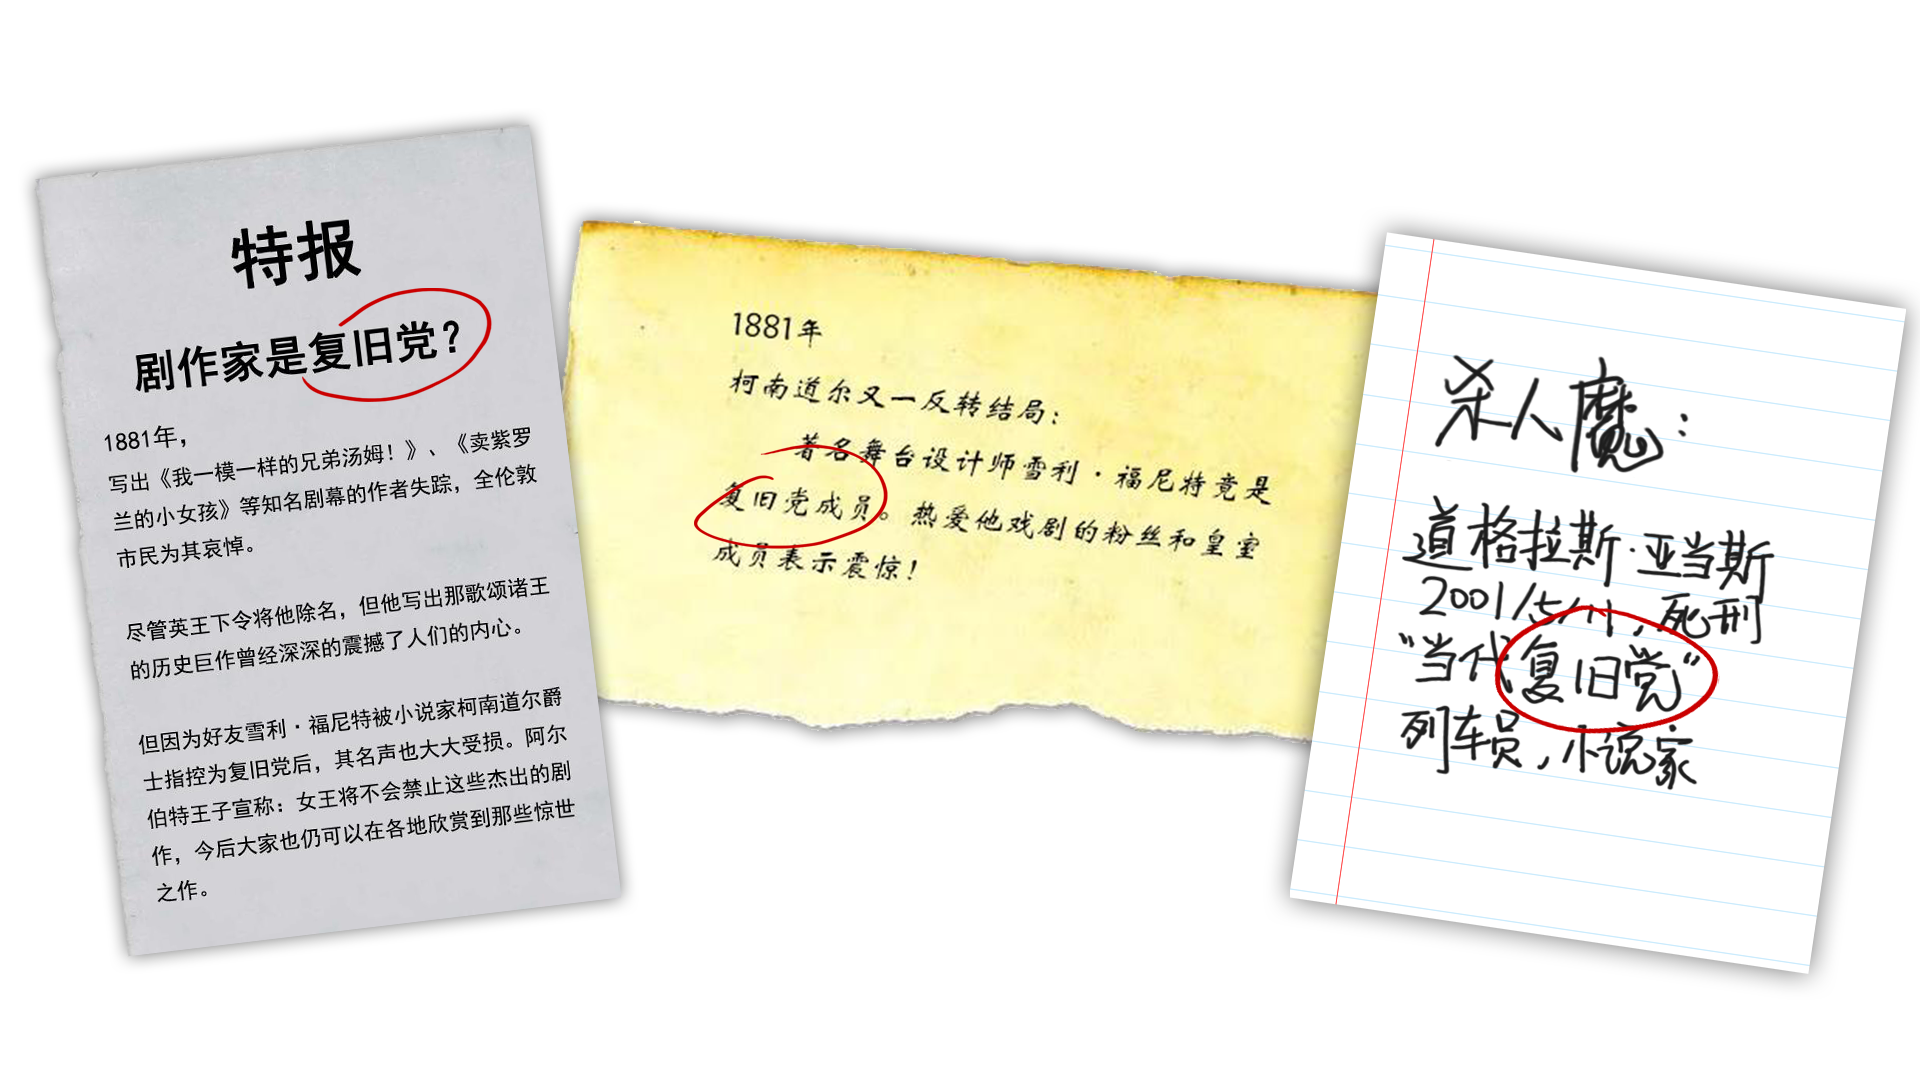 特报
剧作家是复旧党？
1881年，
写出《我一模一样的兄弟汤姆！》、《卖紫罗
兰的小女孩》等知名剧幕的作者失踪，全伦敦
市民为其哀悼。
尽管英王下令将他除名，但他写出那歌颂诸王
的历史巨作曾经深深的震撼了人们的内心。
但因为好友雪利·福尼特被小说家柯南道尔爵
士指控为复旧党后，其名声也大大受损。阿尔
伯特王子宣称：女王将不会禁止这些杰出的剧
作，今后大家也仍可以在各地欣赏到那些惊世
之作。
1881年
柯南道尔又一反转结局：
著名舞台设计师雪利·福尼特竟是
复旧党成员。热爱他戏剧的粉丝和皇室
成员表示震惊！
杀人魔：
道格拉斯·亚当斯
2001/5/11，死刑
“当代复旧党”
列车员，小说家